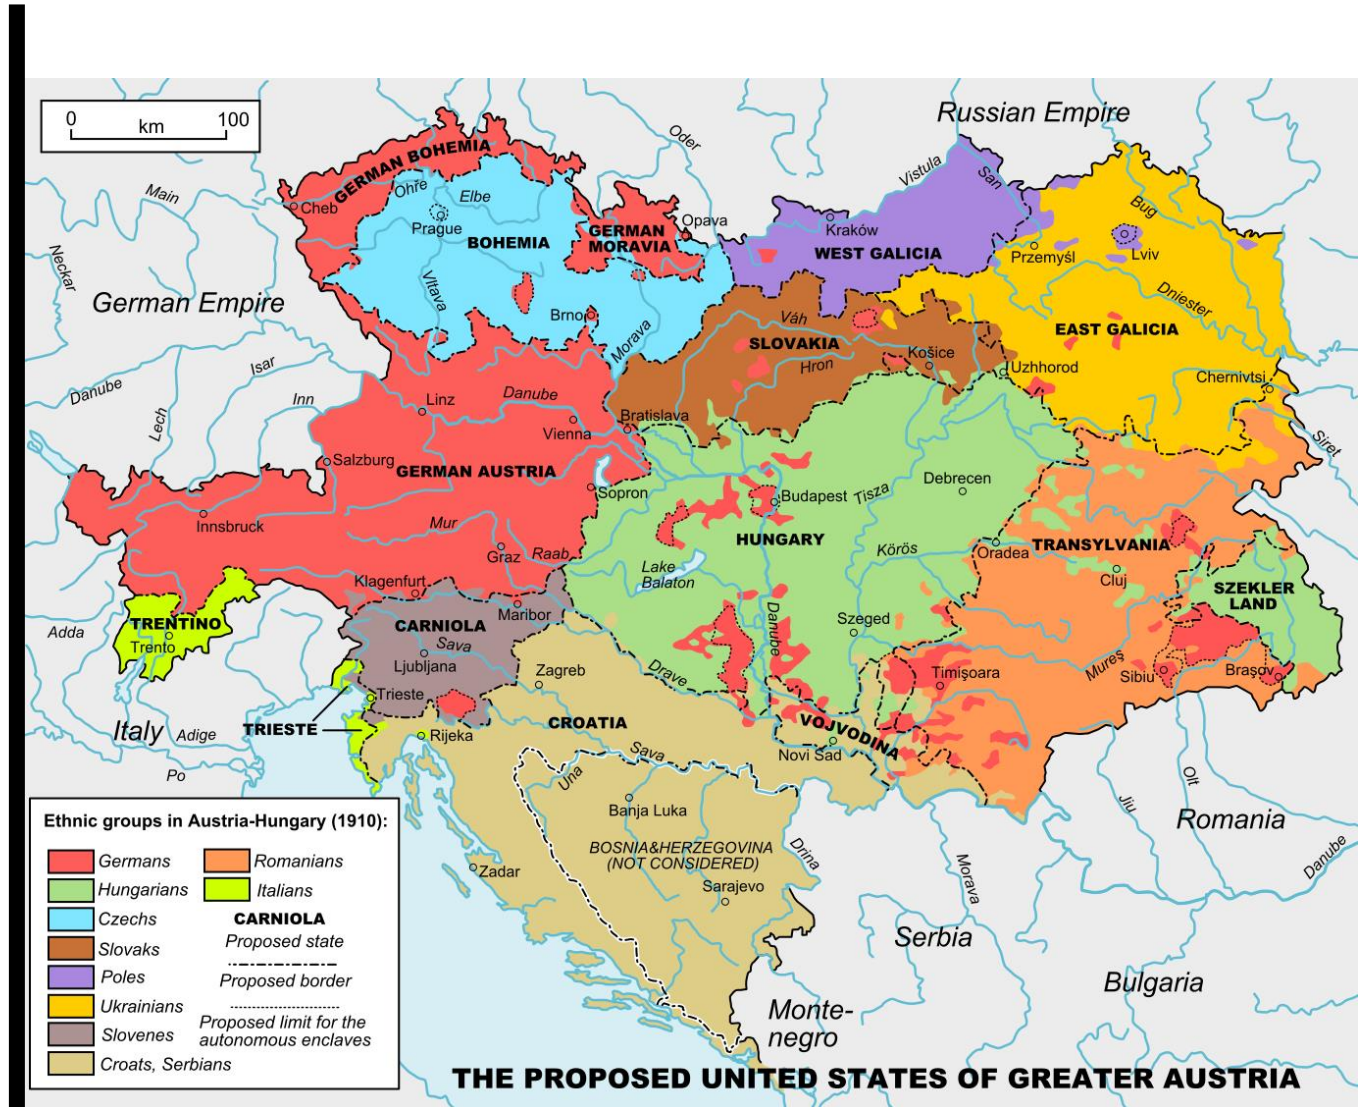 0 100
km
Russian Empire
Oder
Vistula
San
Main
GERMAN BOHEMIA
Ohře
Elbe
Cheb
Prague
BOHEMIA
GERMAN
MORAVIA
Opava
Kraków
WEST GALICIA
Bug
Przemyśl
Lviv
Neckar
German Empire
Vltava
Brno
Morava
Váh
SLOVAKIA
Hron
Košice
Dniester
EAST GALICIA
Uzhhorod
Chernivtsi
Danube
Isar
Lech
Inn
Linz
Danube
Vienna
Bratislava
Siret
Salzburg
GERMAN AUSTRIA
Sopron
Budapest
Tisza
Debrecen
Innsbruck
Mur
Graz
Raab
HUNGARY
Lake
Balaton
Körös
Oradea
TRANSYLVANIA
Cluj
SZEKLER
LAND
Klagenfurt
Maribor
Adda
TRENTINO
Trento
CARNIOLA
Sava
Ljubljana
Zagreb
Drave
Danube
Szeged
Timișoara
Mureș
Sibiu
Brașov
Trieste
TRIESTE
Italy
Adige
Po
Rijeka
CROATIA
Sava
Una
VOJVODINA
Novi Sad
Olt
Jiu
Romania
Danube
Banja Luka
BOSNIA&HERZEGOVINA
(NOT CONSIDERED)
Sarajevo
Drina
Morava
Zadar
Serbia
Bulgaria
Monte-
negro
Ethnic groups in Austria-Hungary (1910):
Germans
Hungarians
Czechs
Slovaks
Poles
Ukrainians
Slovenes
Croats, Serbians
Romanians
Italians
CARNIOLA
Proposed state
Proposed border
Proposed limit for the
autonomous enclaves
THE PROPOSED UNITED STATES OF GREATER AUSTRIA